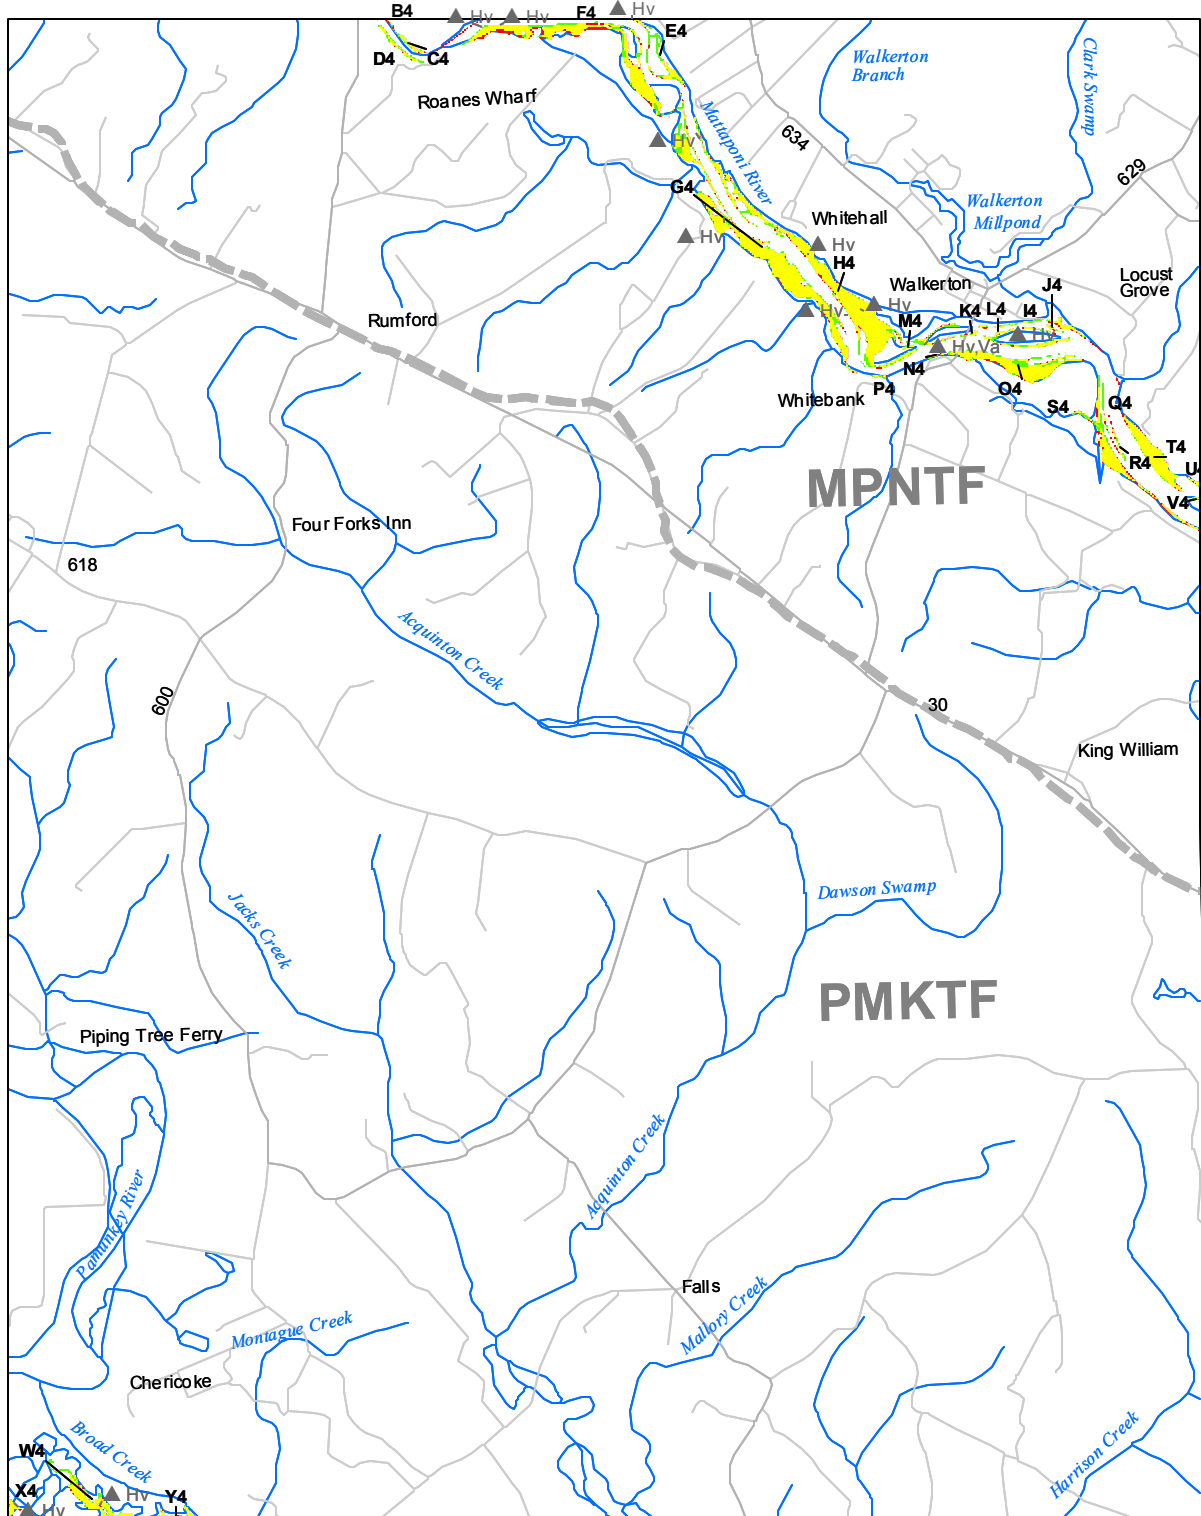 B4
Hv
Hv
F4
Hv
E4
D4
C4
Walkerton
Branch
Clark Swamp
Roanes Wharf
Mattaponi River
634
Hv
629
G4
Walkerton
Millpond
Whitehall
Hv
Hv
H4
Locust
Grove
Walkerton
J4
Hv
K4
L4
I4
Rumford
Hv
M4
Hv,Va
Hv
N4
P4
O4
Whitebank
S4
Q4
T4
R4
U4
MPNTF
V4
Four Forks Inn
618
Acquinton Creek
600
30
King William
Dawson Swamp
Jacks Creek
PMKTF
Piping Tree Ferry
Acquinton Creek
Pamunkey River
Falls
Mallory Creek
Montague Creek
Chericoke
Broad Creek
Harrison Creek
W4
X4
Hv
Y4
Hv